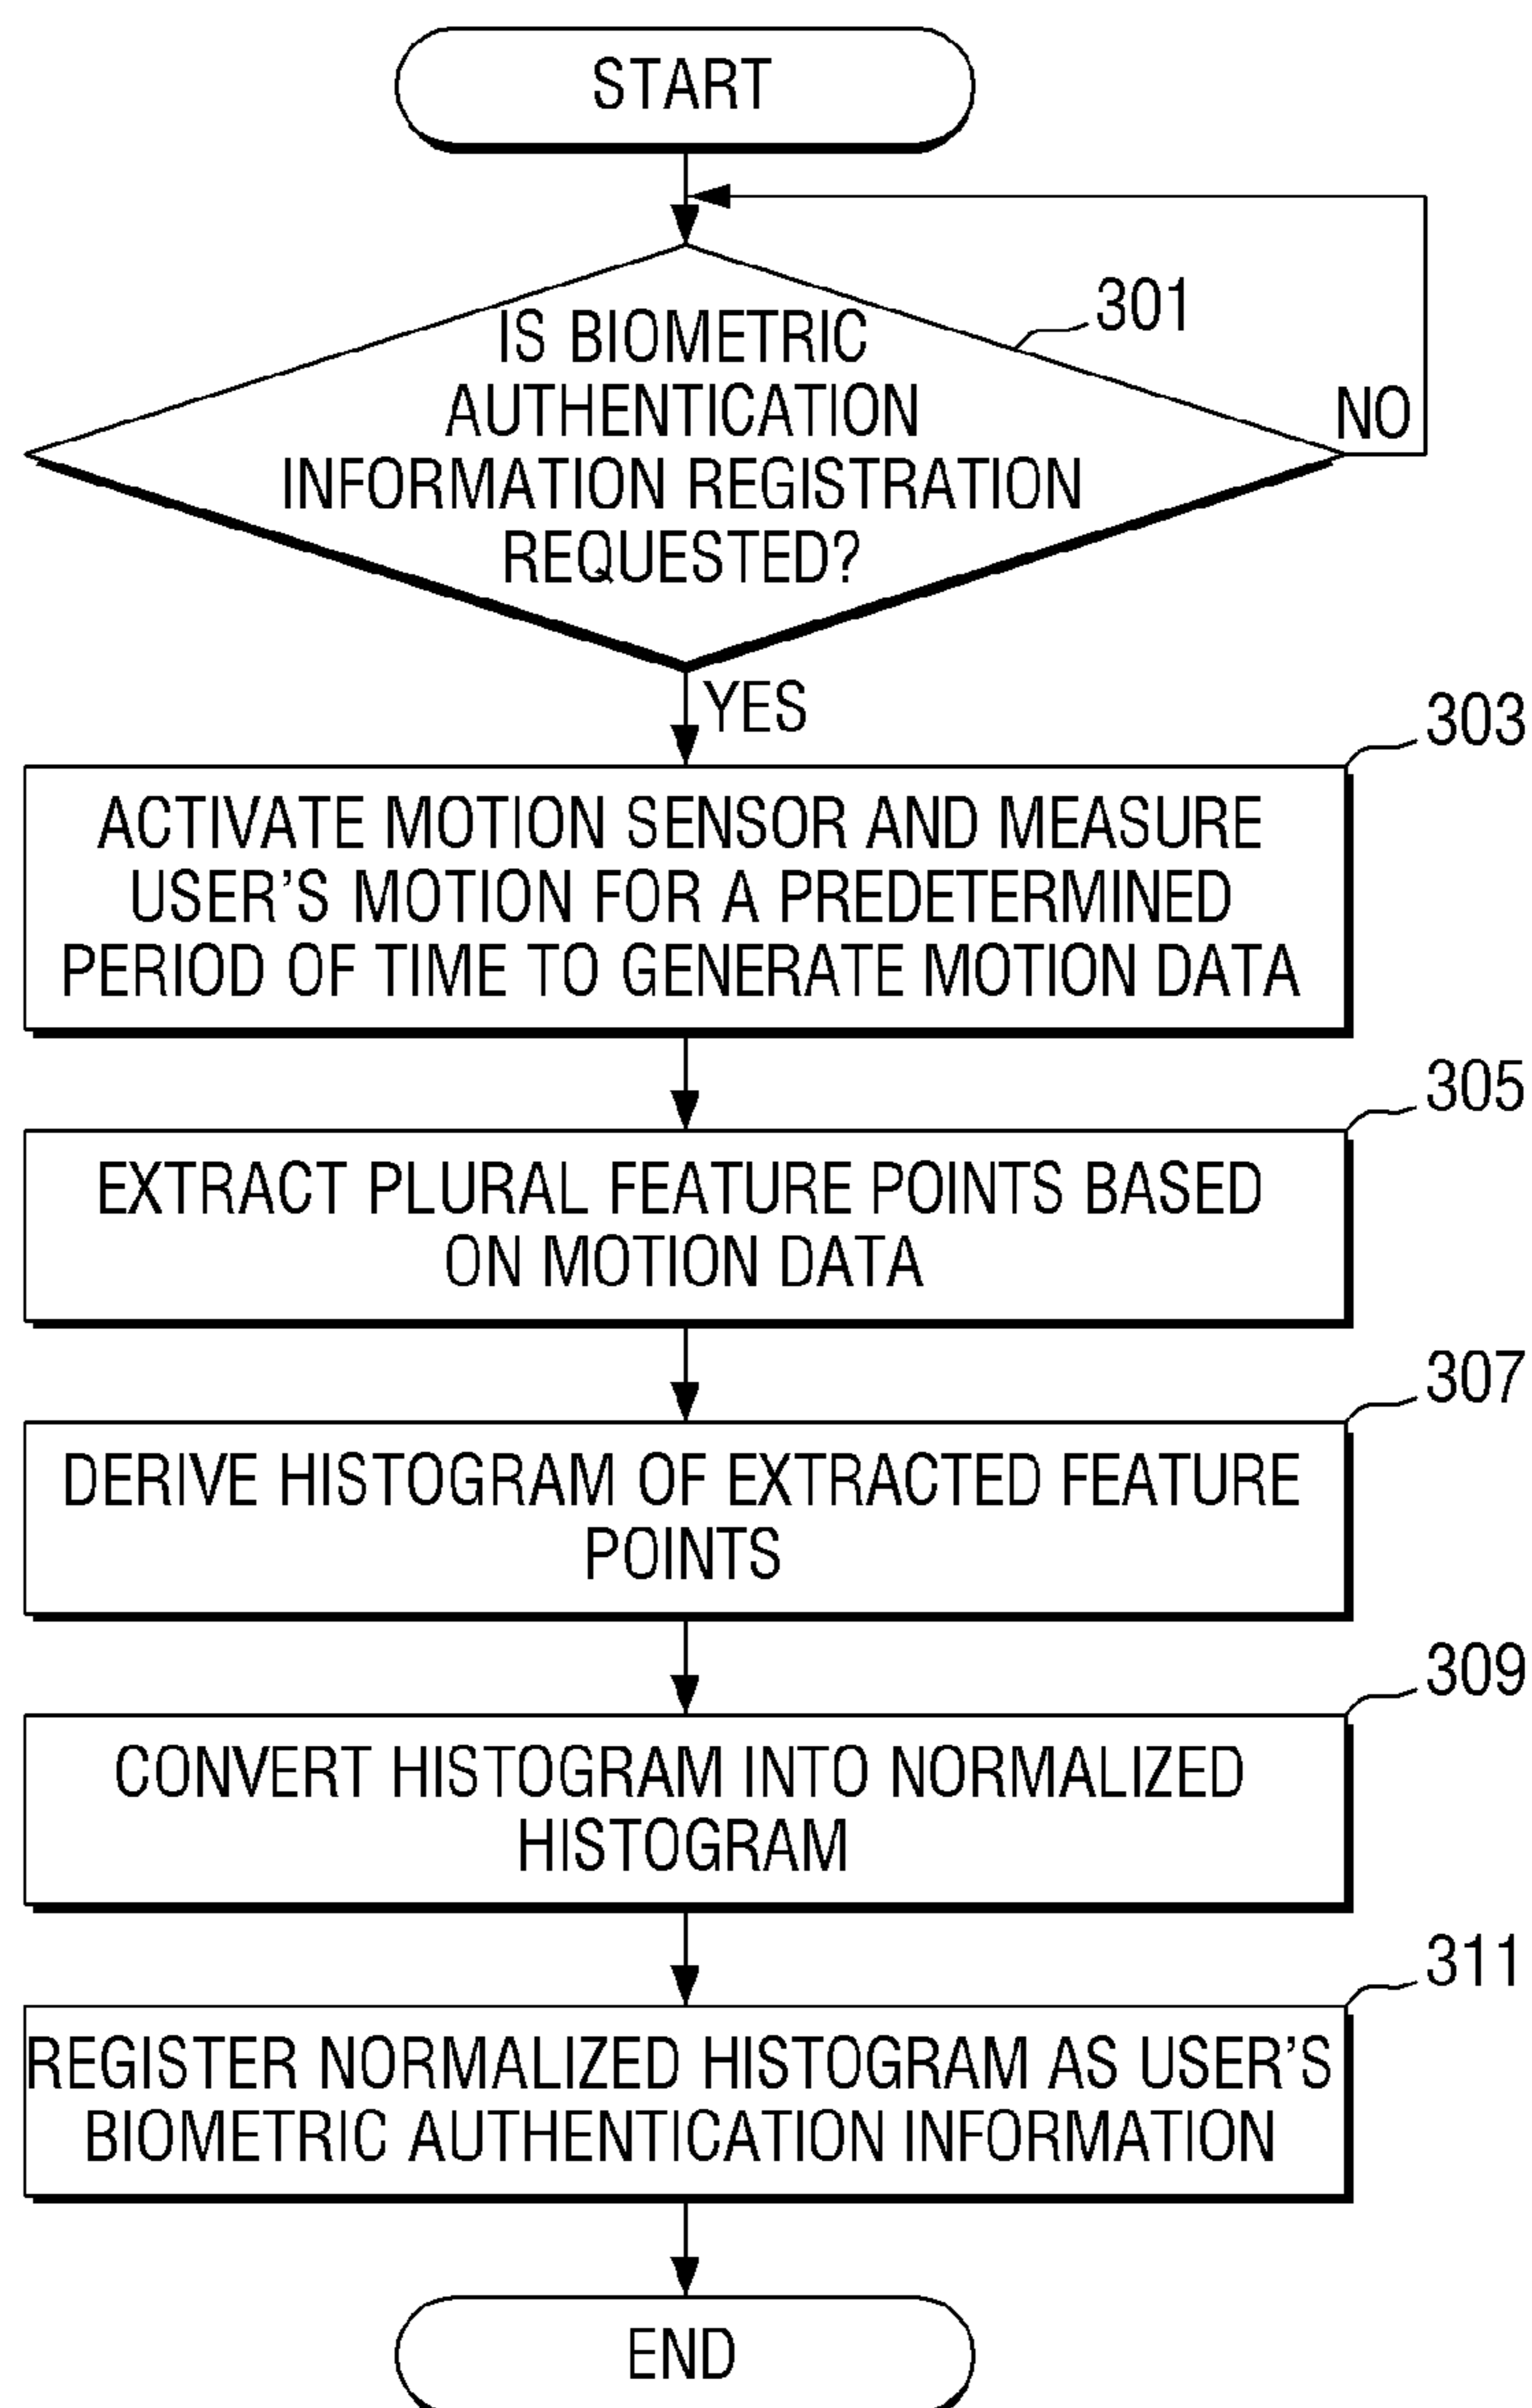 START
IS BIOMETRIC
AUTHENTICATION
INFORMATION REGISTRATION
REQUESTED?
301
NO
YES
303
ACTIVATE MOTION SENSOR AND MEASURE
USER'S MOTION FOR A PREDETERMINED
PERIOD OF TIME TO GENERATE MOTION DATA
305
EXTRACT PLURAL FEATURE POINTS BASED
ON MOTION DATA
307
DERIVE HISTOGRAM OF EXTRACTED FEATURE
POINTS
309
CONVERT HISTOGRAM INTO NORMALIZED
HISTOGRAM
311
REGISTER NORMALIZED HISTOGRAM AS USER'S
BIOMETRIC AUTHENTICATION INFORMATION
END